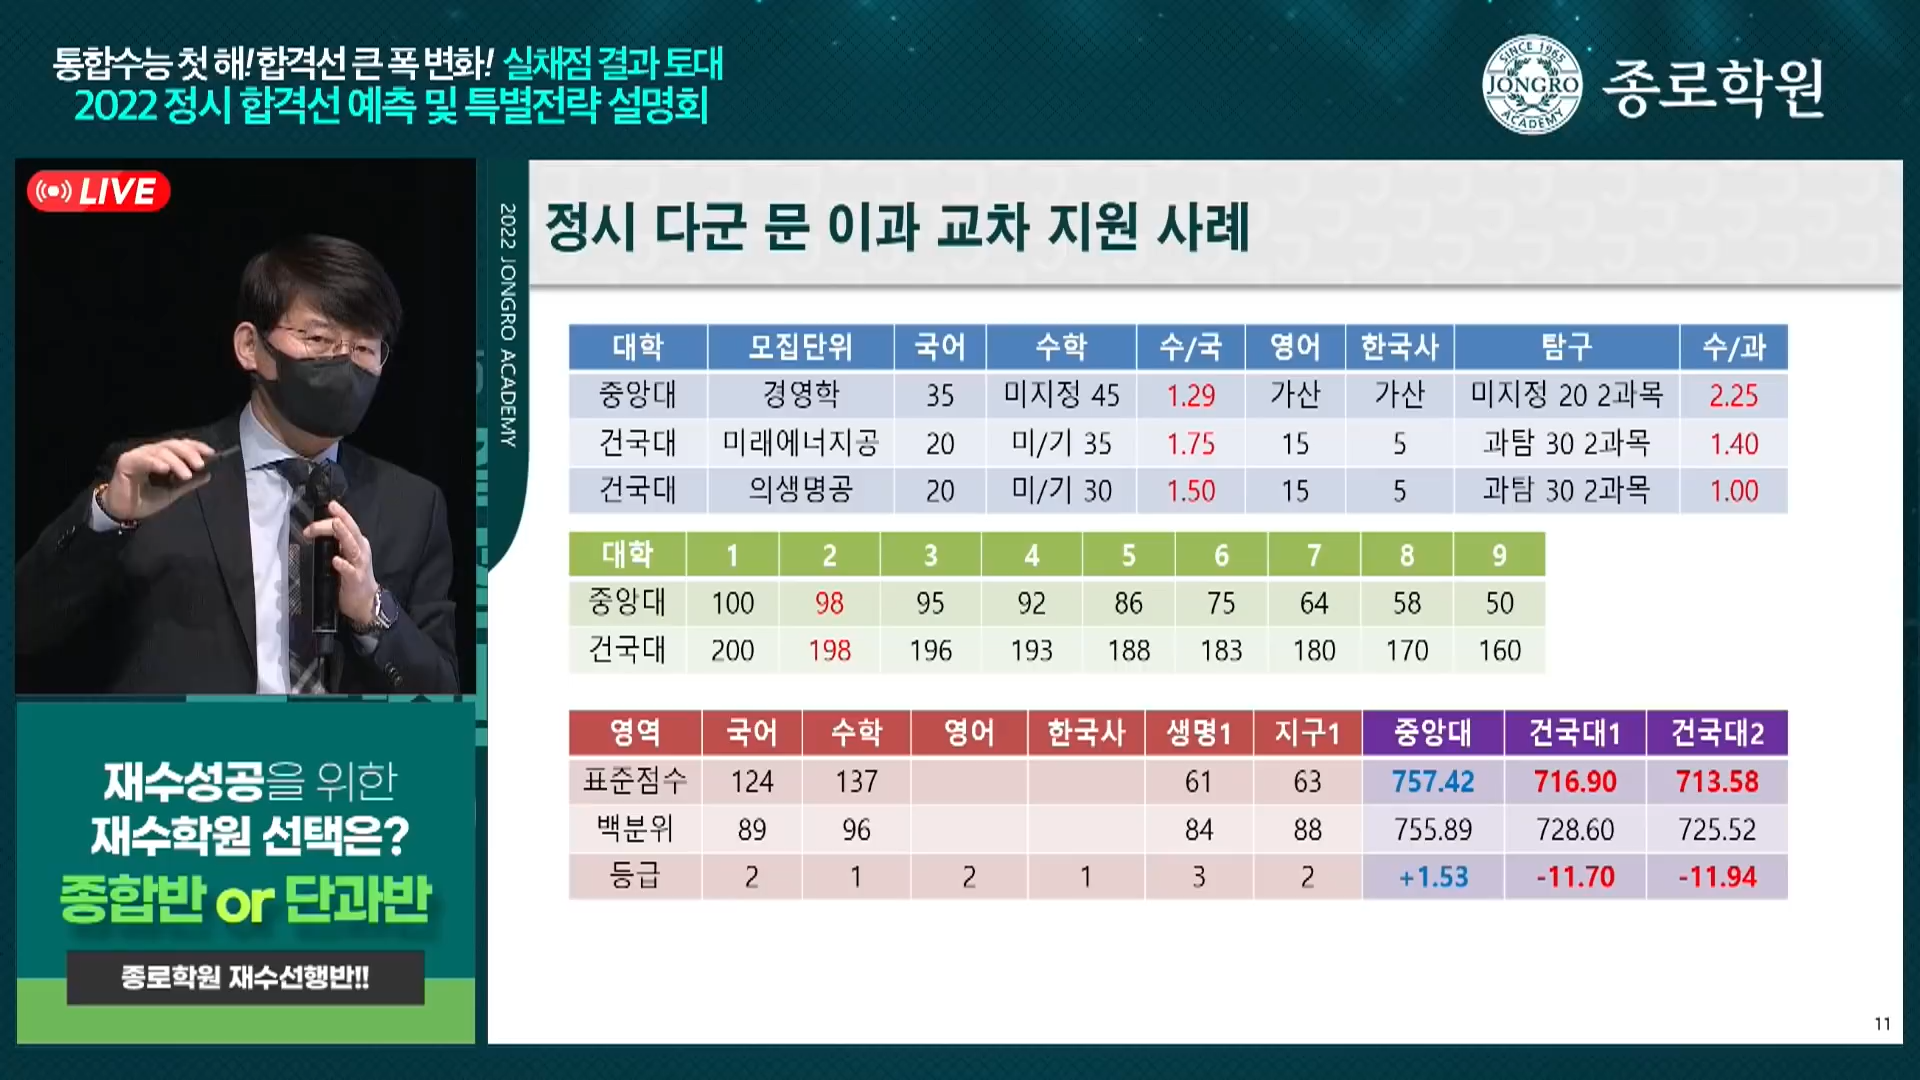 통합수능 첫 해! 합격선 큰 폭 변화! 실채점 결과 토대
2022 정시 합격선 예측 및 특별전략 설명회
SINCE 1965
JONGRO
ACADEMY
종로학원
LIVE
2022 JONGRO ACADEMY
정시 다군 문 이과 교차 지원 사례
대학 모집단위 국어 수학 수/국 영어 한국사 탐구 수/과
중앙대 경영학 35 미지정 45 1.29 가산 가산 미지정 20 2과목 2.25
건국대 미래에너지공 20 미/기 35 1.75 15 5 과탐 30 2과목 1.40
건국대 의생명공 20 미/기 30 1.50 15 5 과탐 30 2과목 1.00
대학 1 2 3 4 5 6 7 8 9
중앙대 100 98 95 92 86 75 64 58 50
건국대 200 198 196 193 188 183 180 170 160
영역 국어 수학 영어 한국사 생명1 지구1 중앙대 건국대1 건국대2
표준점수 124 137 61 63 757.42 716.90 713.58
백분위 89 96 84 88 755.89 728.60 725.52
등급 2 1 2 1 3 2 +1.53 -11.70 -11.94
재수성공을 위한
재수학원 선택은?
종합반 or 단과반
종로학원 재수선행반!!
11